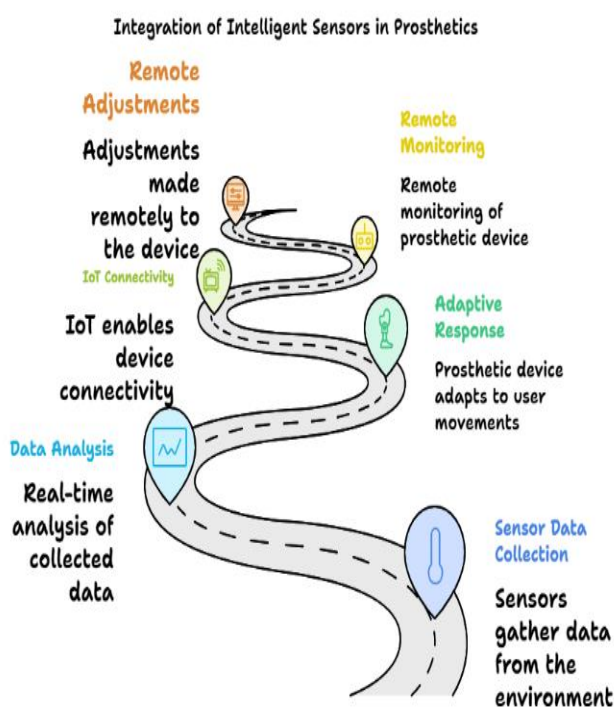 Integration of Intelligent Sensors in Prosthetics
Remote
Adjustments
Adjustments
made
remotely to
the device
Remote
Monitoring
Remote
monitoring of
prosthetic device
IoT Connectivity
IoT enables
device
connectivity
Adaptive
Response
Prosthetic device
adapts to user
movements
Data Analysis
Real-time
analysis of
collected
data
Sensor Data
Collection
Sensors
gather data
from the
environment